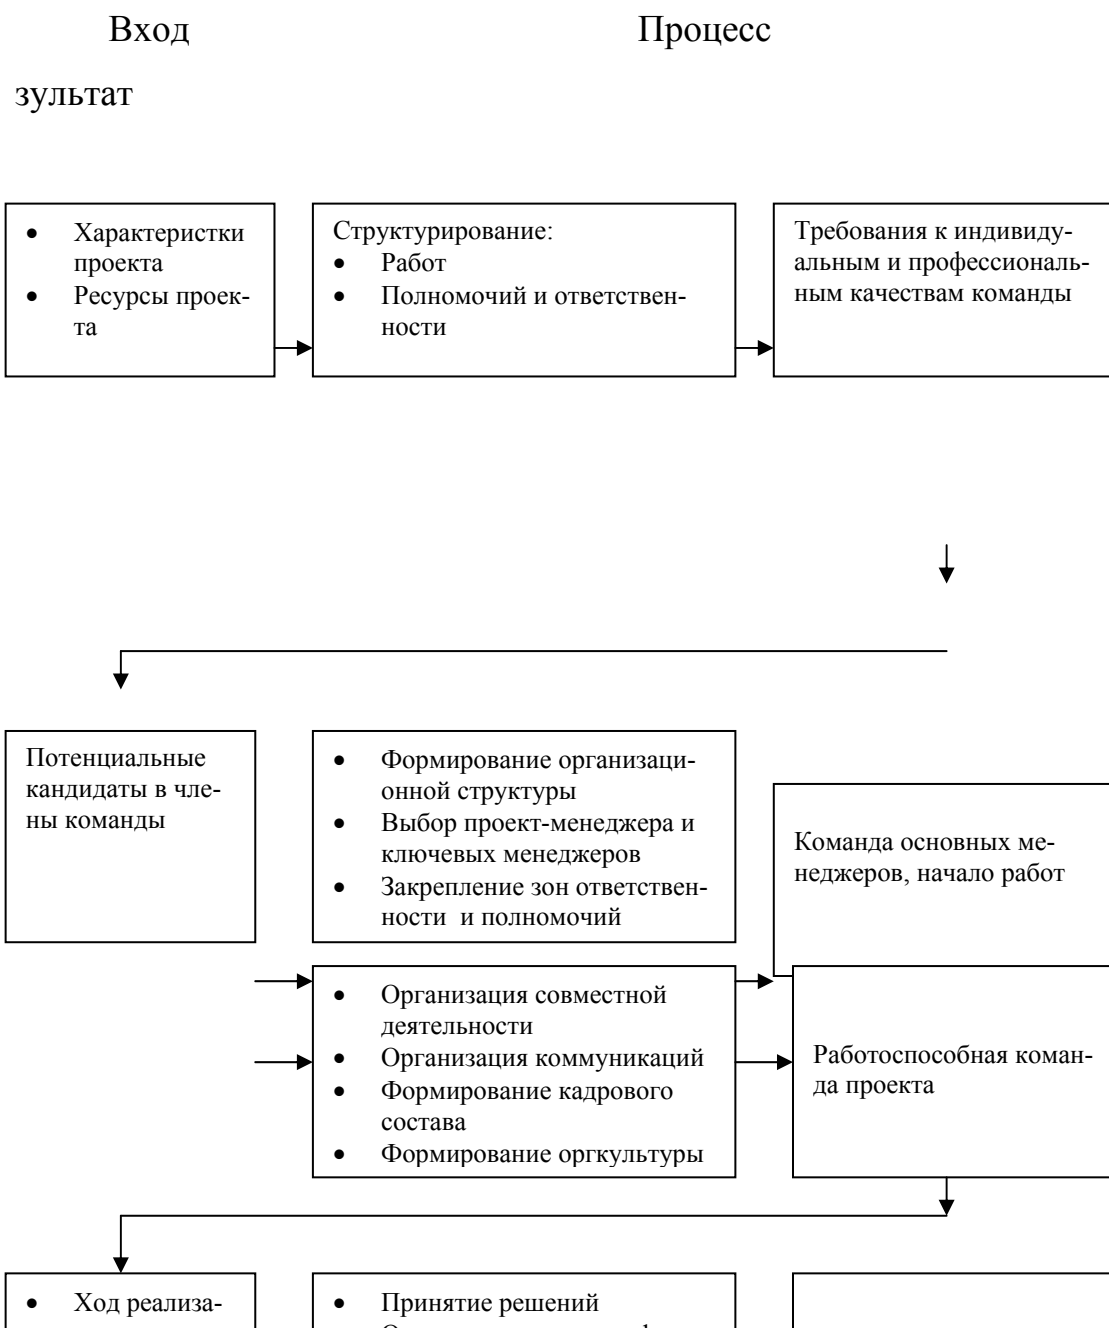 Вход Процесс
зультат
• Характеристки
проекта
• Ресурсы проек-
та
Структурирование:
• Работ
• Полномочий и ответствен-
ности
Требования к индивиду-
альным и профессиональ-
ным качествам команды
Потенциальные
кандидаты в чле-
ны команды
• Формирование организаци-
онной структуры
• Выбор проект-менеджера и
ключевых менеджеров
• Закрепление зон ответствен-
ности и полномочий
Команда основных ме-
неджеров, начало работ
• Организация совместной
деятельности
• Организация коммуникаций
• Формирование кадрового
состава
• Формирование оргкультуры
Работоспособная коман-
да проекта
• Ход реализа-
• Принятие решений